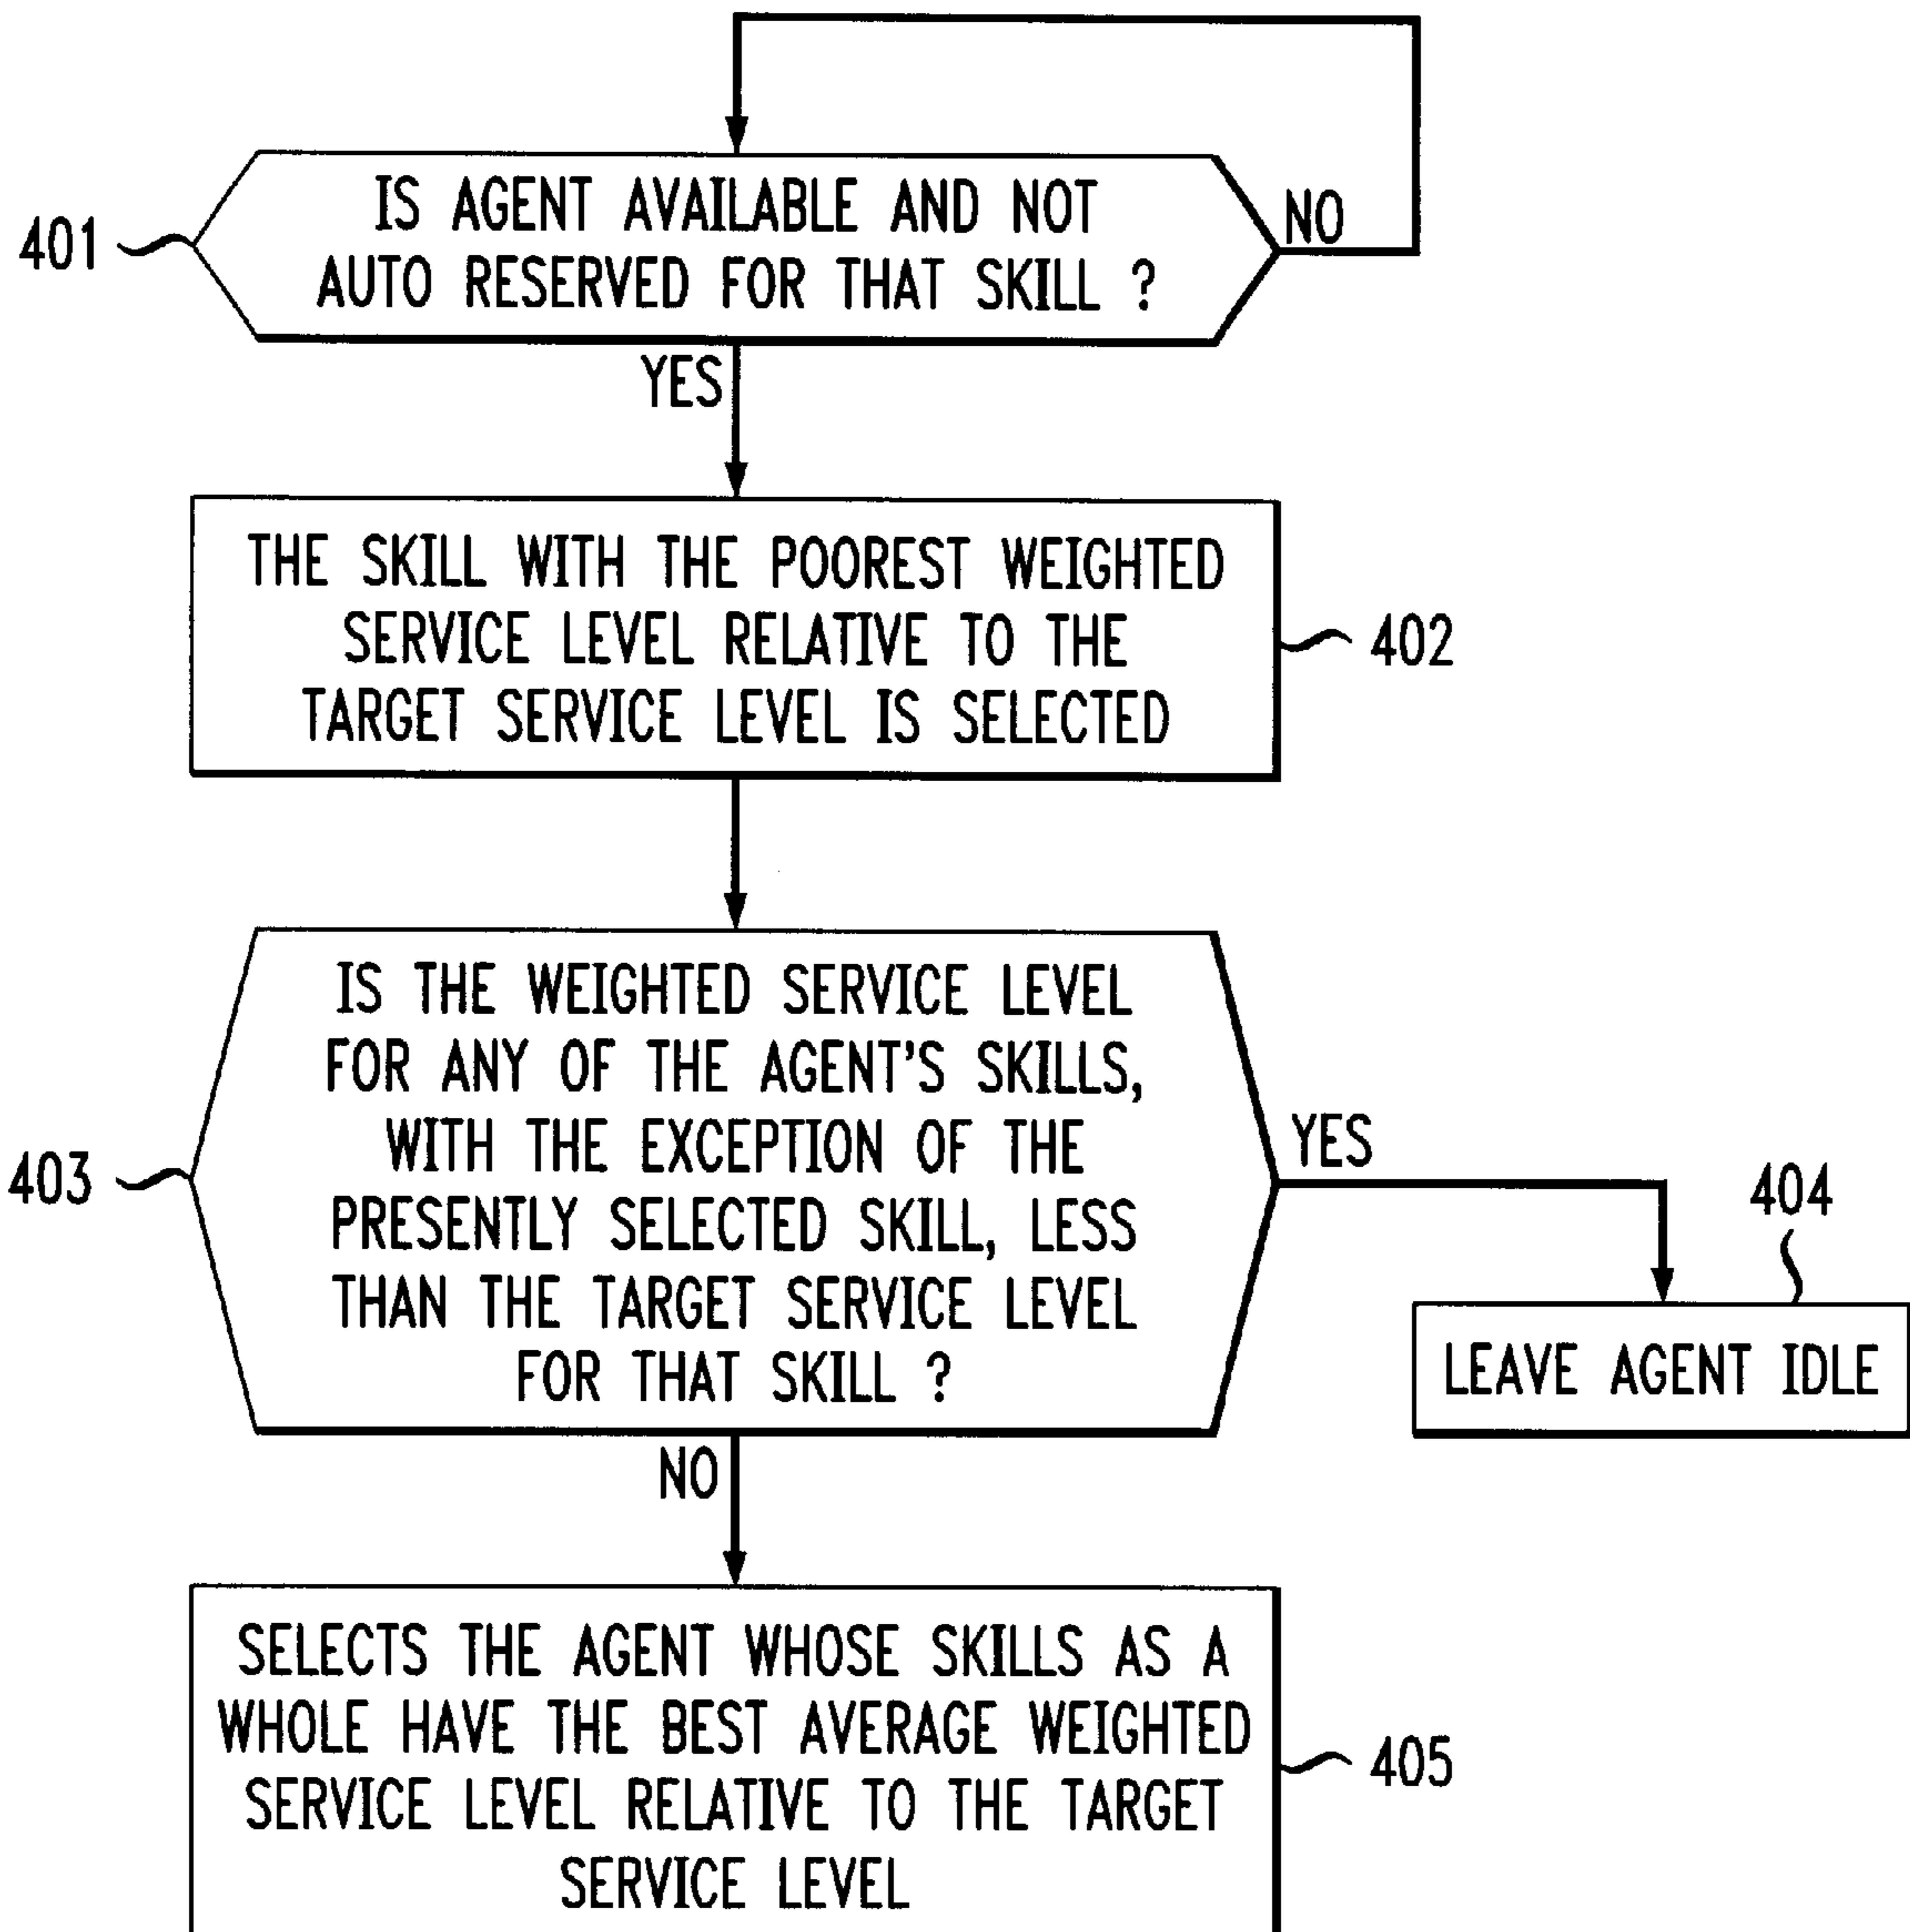 IS AGENT AVAILABLE AND NOT
AUTO RESERVED FOR THAT SKILL ?
401
NO
YES
THE SKILL WITH THE POOREST WEIGHTED
SERVICE LEVEL RELATIVE TO THE
TARGET SERVICE LEVEL IS SELECTED
402
IS THE WEIGHTED SERVICE LEVEL
FOR ANY OF THE AGENT'S SKILLS,
WITH THE EXCEPTION OF THE
PRESENTLY SELECTED SKILL, LESS
THAN THE TARGET SERVICE LEVEL
FOR THAT SKILL ?
403
YES
404
LEAVE AGENT IDLE
NO
SELECTS THE AGENT WHOSE SKILLS AS A
WHOLE HAVE THE BEST AVERAGE WEIGHTED
SERVICE LEVEL RELATIVE TO THE TARGET
SERVICE LEVEL
405